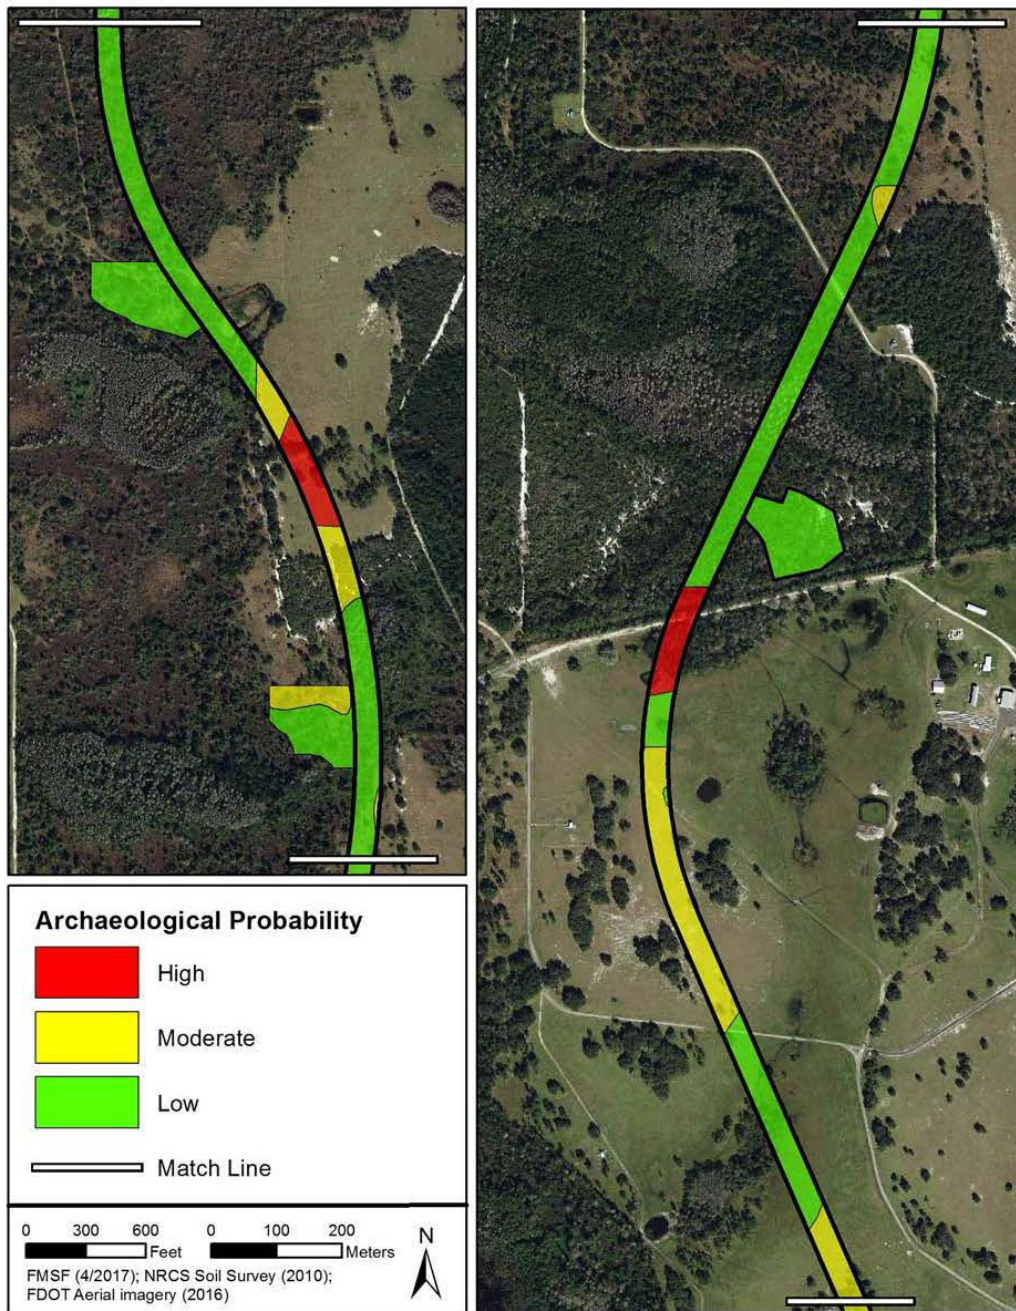 Archaeological Probability
High
Moderate
Low
Match Line
0 300 600
Feet
0 100 200
Meters
N
FMSF (4/2017); NRCS Soil Survey (2010);
FDOT Aerial imagery (2016)